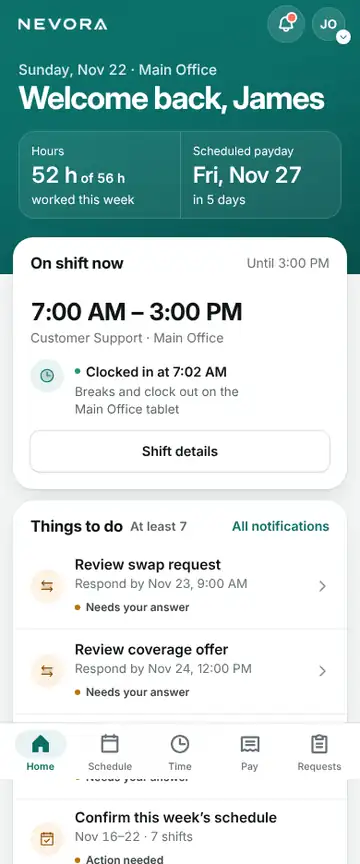 NEVORA
JO
Sunday, Nov 22 · Main Office
Welcome back, James
Hours
52 h of 56 h
worked this week
Scheduled payday
Fri, Nov 27
in 5 days
On shift now
Until 3:00 PM
7:00 AM – 3:00 PM
Customer Support · Main Office
Clocked in at 7:02 AM
Breaks and clock out on the
Main Office tablet
Shift details
Things to do At least 7
All notifications
Review swap request
Respond by Nov 23, 9:00 AM
Needs your answer
Review coverage offer
Respond by Nov 24, 12:00 PM
Needs your answer
Home
Schedule
Time
Pay
Requests
Confirm this week’s schedule
Nov 16–22 · 7 shifts
Action needed